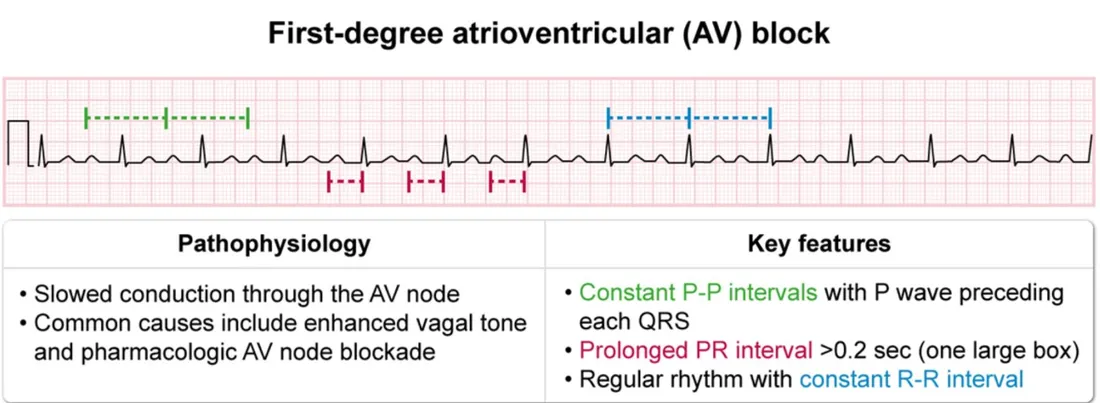 First-degree atrioventricular (AV) block
Pathophysiology
• Slowed conduction through the AV node
• Common causes include enhanced vagal tone
and pharmacologic AV node blockade
Key features
• Constant P-P intervals with P wave preceding
each QRS
• Prolonged PR interval >0.2 sec (one large box)
• Regular rhythm with constant R-R interval